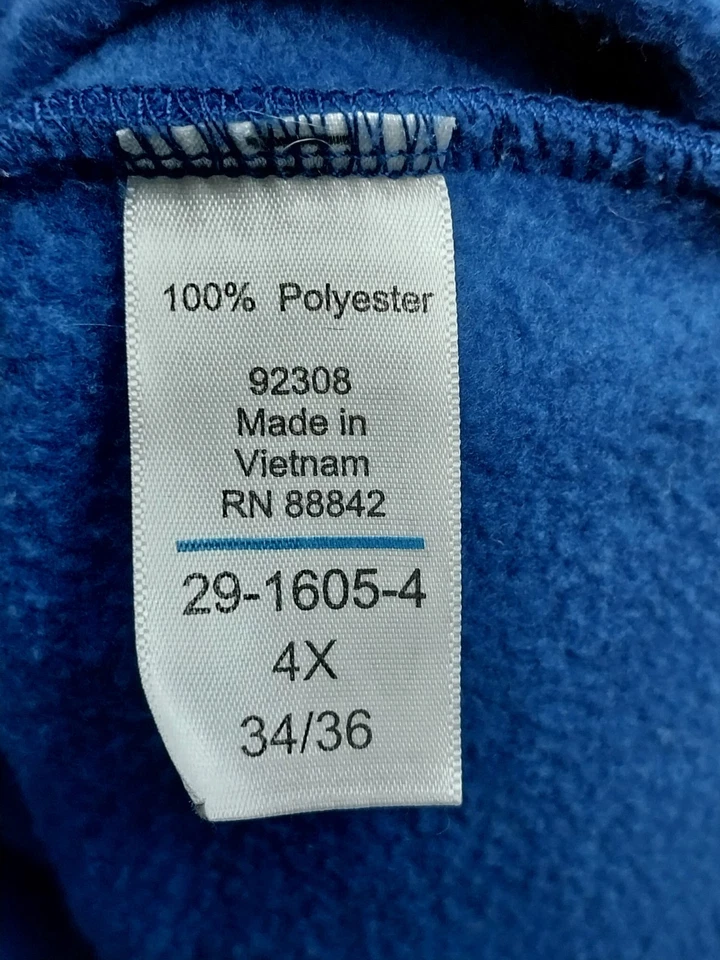 100% Polyester
92308
Made in
Vietnam
RN 88842
29-1605-4
4X
34/36